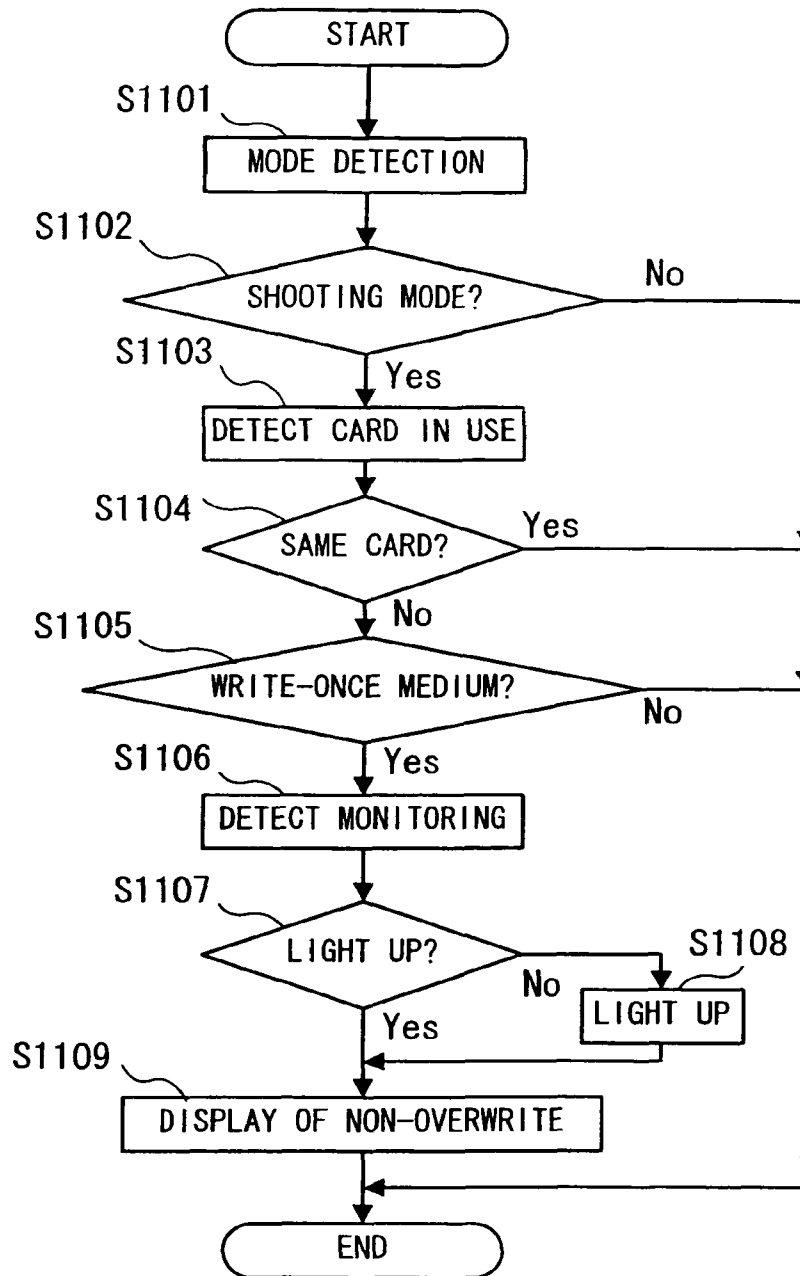 START
S1101
MODE DETECTION
S1102
SHOOTING MODE?
No
S1103
Yes
DETECT CARD IN USE
S1104
SAME CARD?
Yes
No
S1105
WRITE-ONCE MEDIUM?
No
S1106
Yes
DETECT MONITORING
S1107
LIGHT UP?
No
S1108
LIGHT UP
Yes
S1109
DISPLAY OF NON-OVERWRITE
END